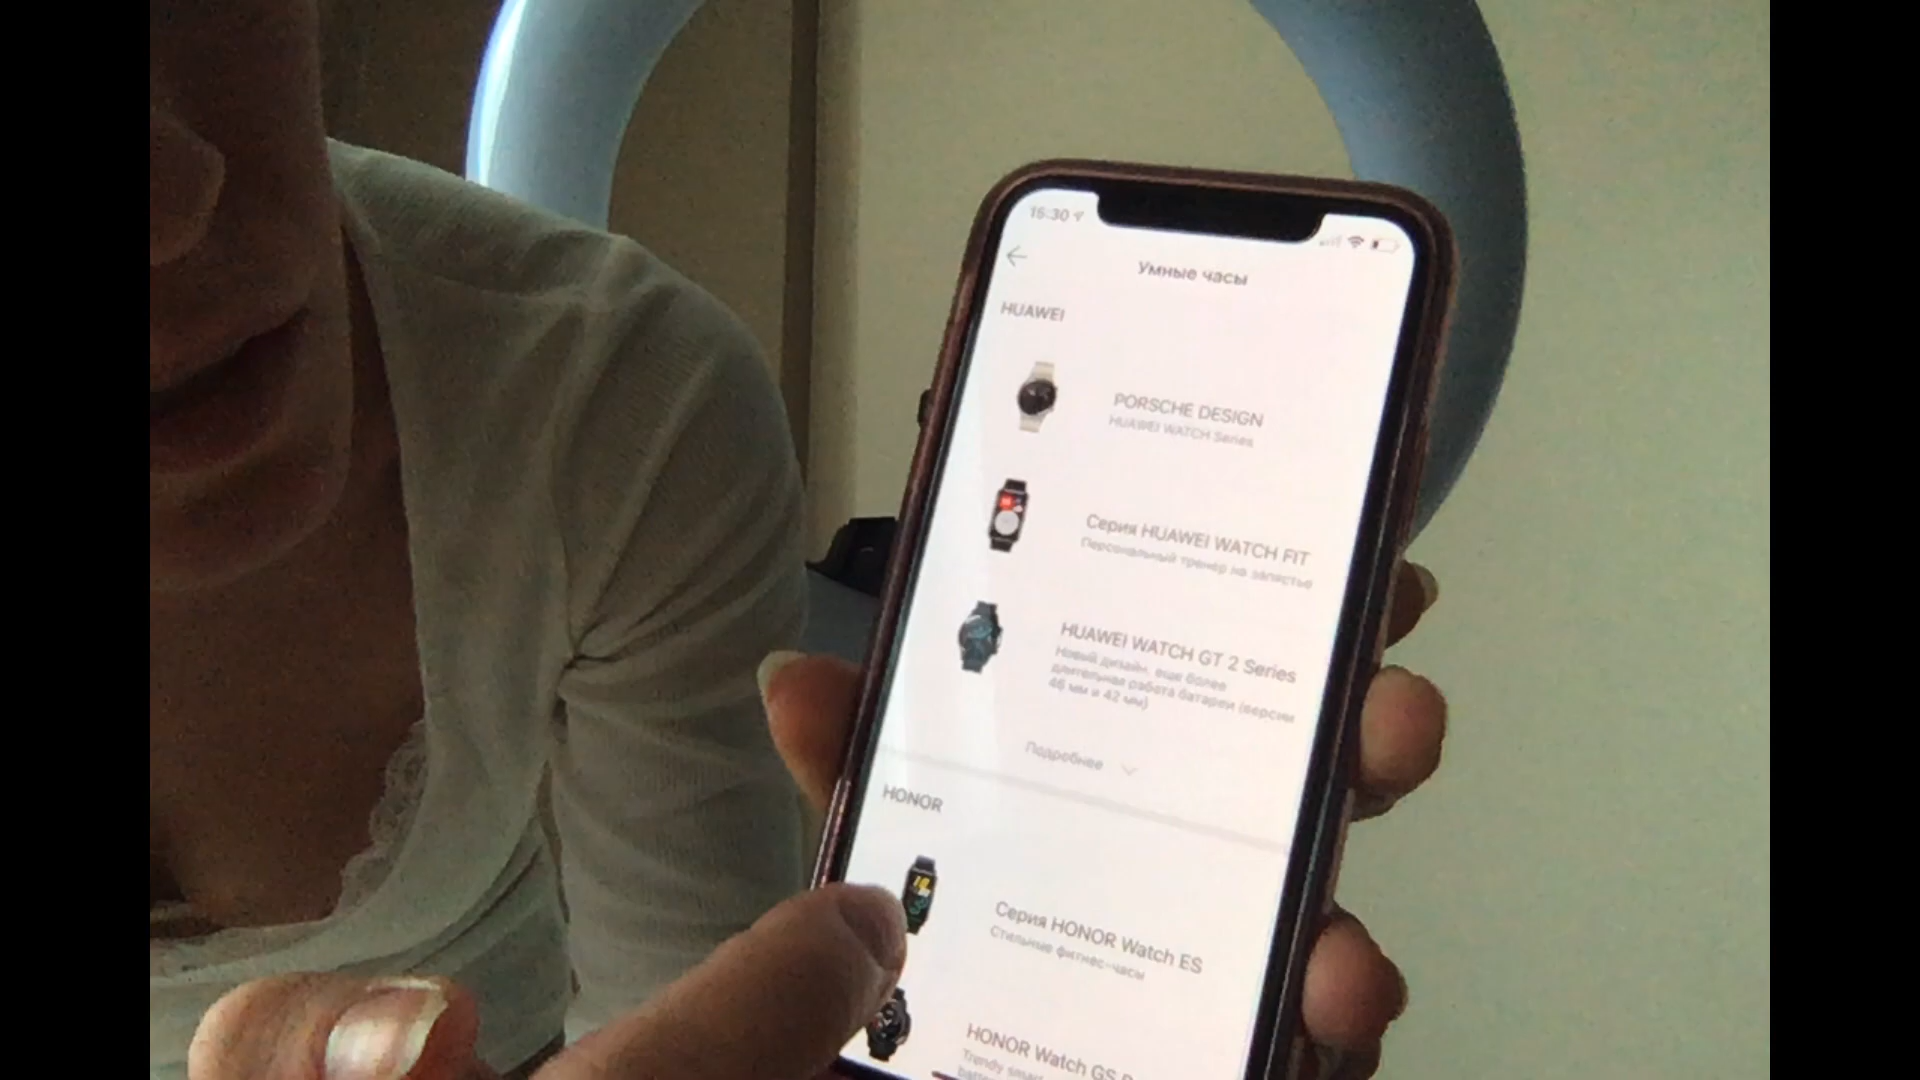 16:30
Умные часы
HUAWEI
PORSCHE DESIGN
HUAWEI WATCH Series
Серия HUAWEI WATCH FIT
Персональный тренер на запястье
HUAWEI WATCH GT 2 Series
Новый дизайн, еще более
длительная работа батареи (версии
46 мм и 42 мм)
Подробнее
HONOR
Серия HONOR Watch ES
Стильные фитнес-часы
HONOR Watch GS
Trendy